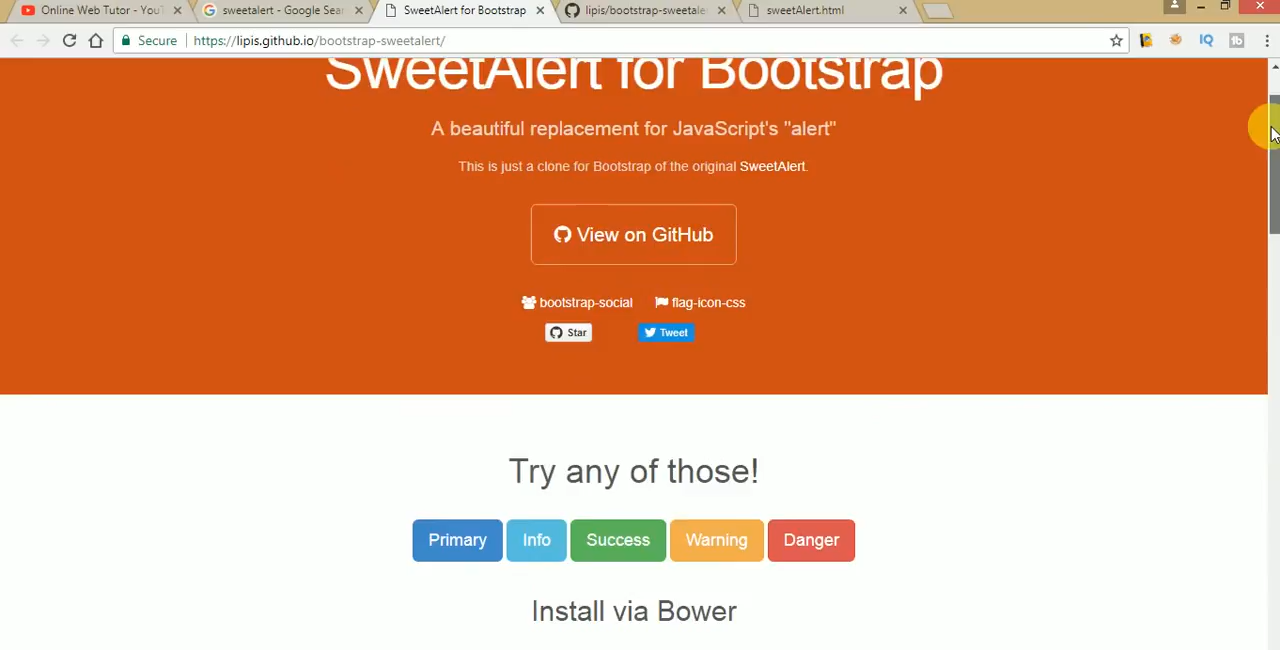 Online Web Tutor - YouT
sweetalert - Google Sear
SweetAlert for Bootstrap
lipis/bootstrap-sweetale
sweetAlert.html
Secure
https://lipis.github.io/bootstrap-sweetalert/
IQ
SweetAlert for Bootstrap
A beautiful replacement for JavaScript's "alert"
This is just a clone for Bootstrap of the original SweetAlert.
View on GitHub
bootstrap-social flag-icon-css
Star Tweet
Try any of those!
Primary Info Success Warning Danger
Install via Bower